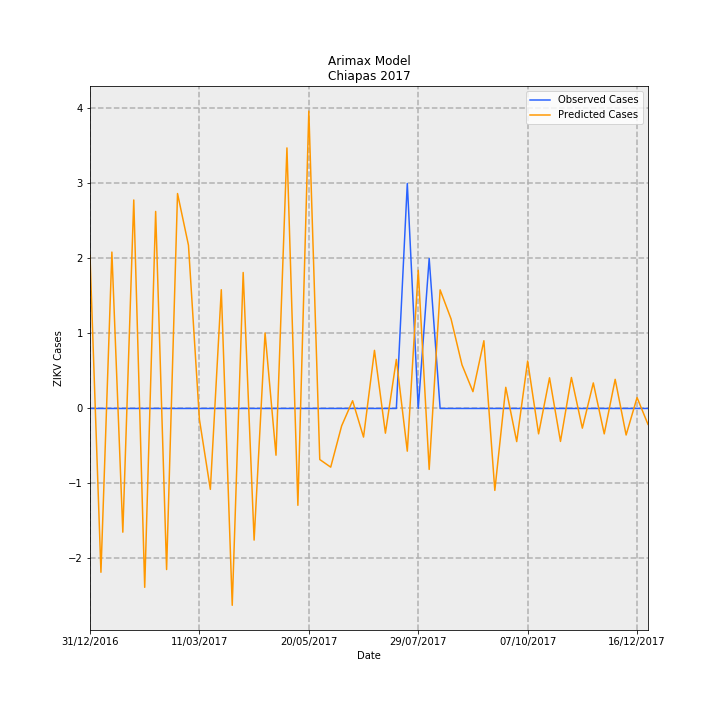 Arimax Model
Chiapas 2017
Observed Cases
Predicted Cases
ZIKV Cases
4
3
2
1
0
−1
−2
31/12/2016
11/03/2017
20/05/2017
29/07/2017
07/10/2017
16/12/2017
Date